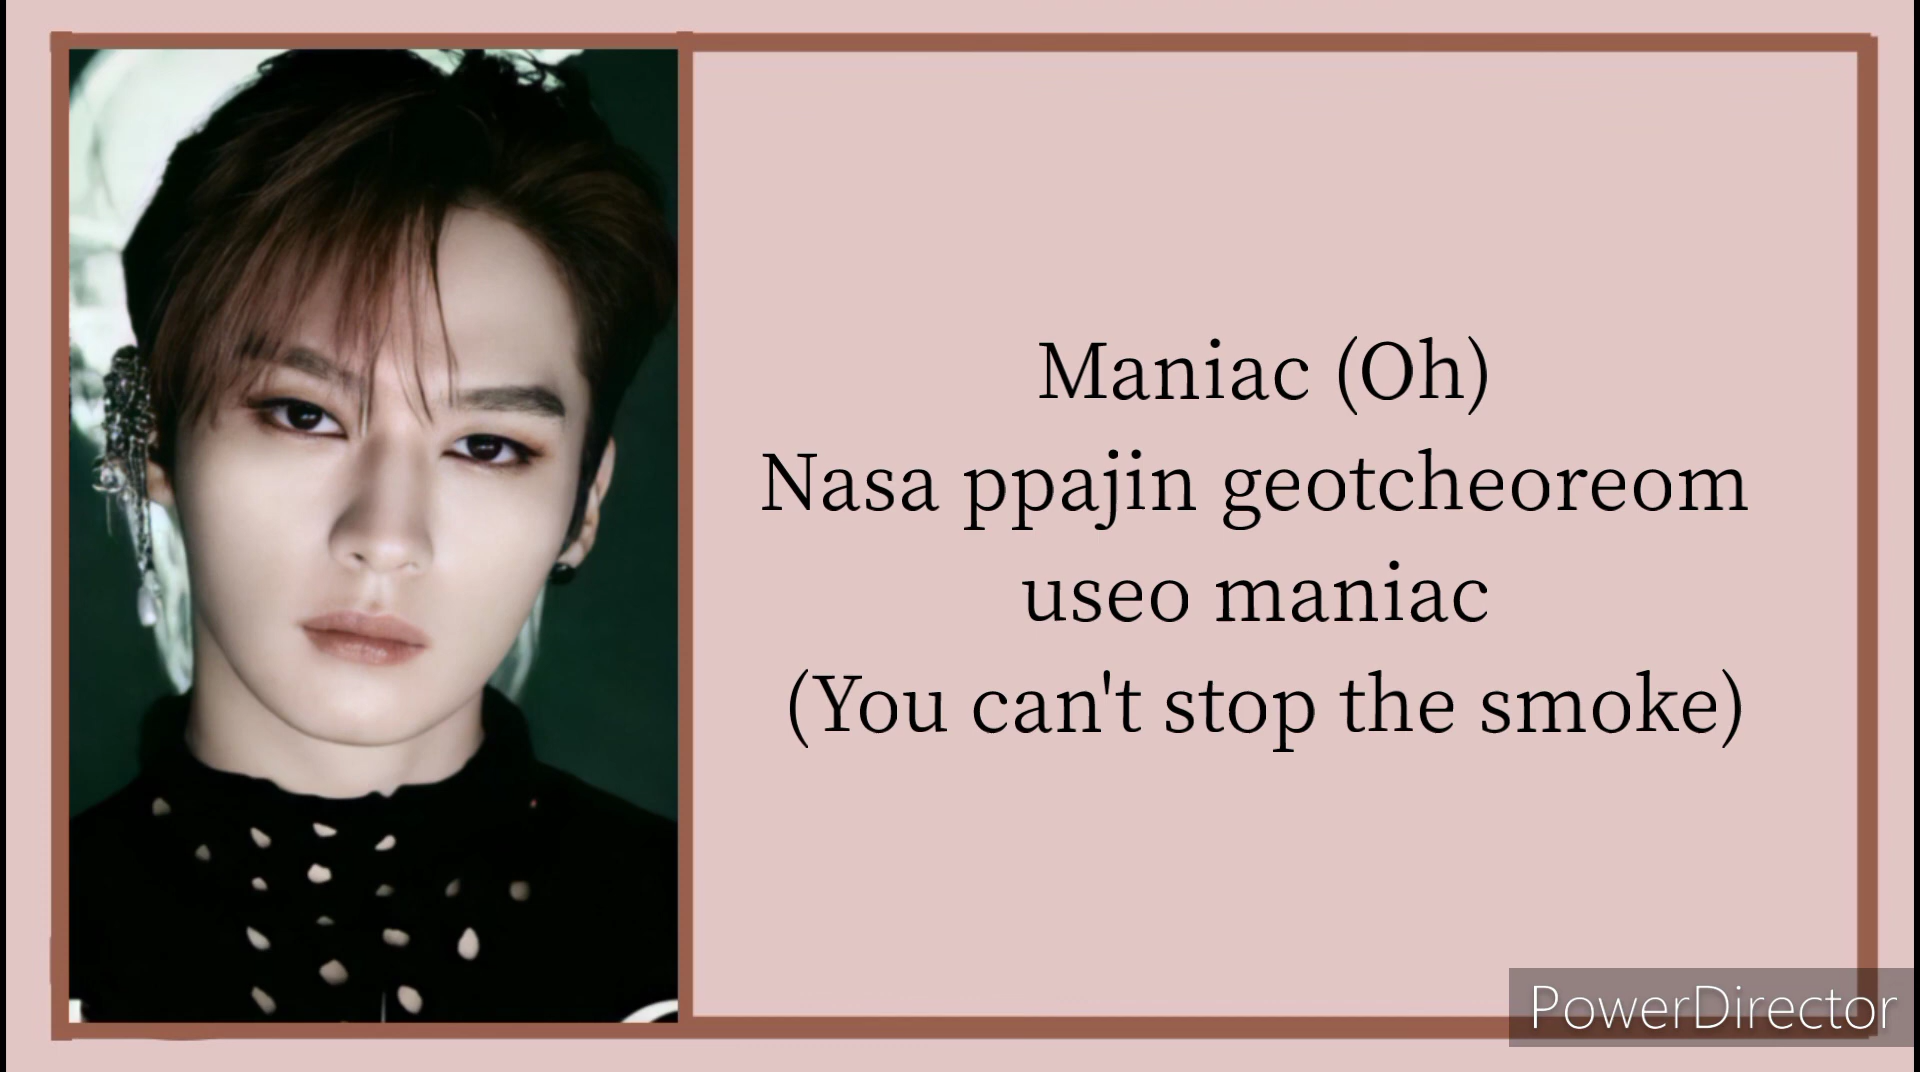 Maniac (Oh)
Nasa ppajin geotcheoreom
useo maniac
(You can't stop the smoke)
PowerDirector